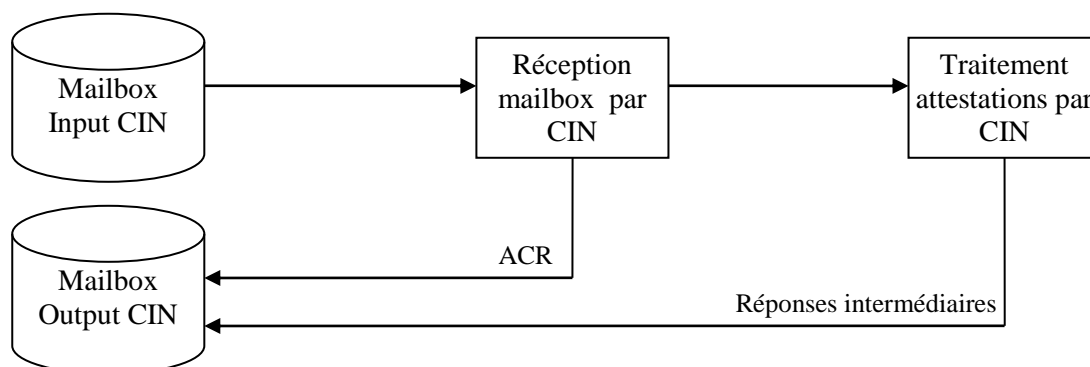 Mailbox
Input CIN
Réception
mailbox par
CIN
Traitement
attestations par
CIN
ACR
Mailbox
Output CIN
Réponses intermédiaires